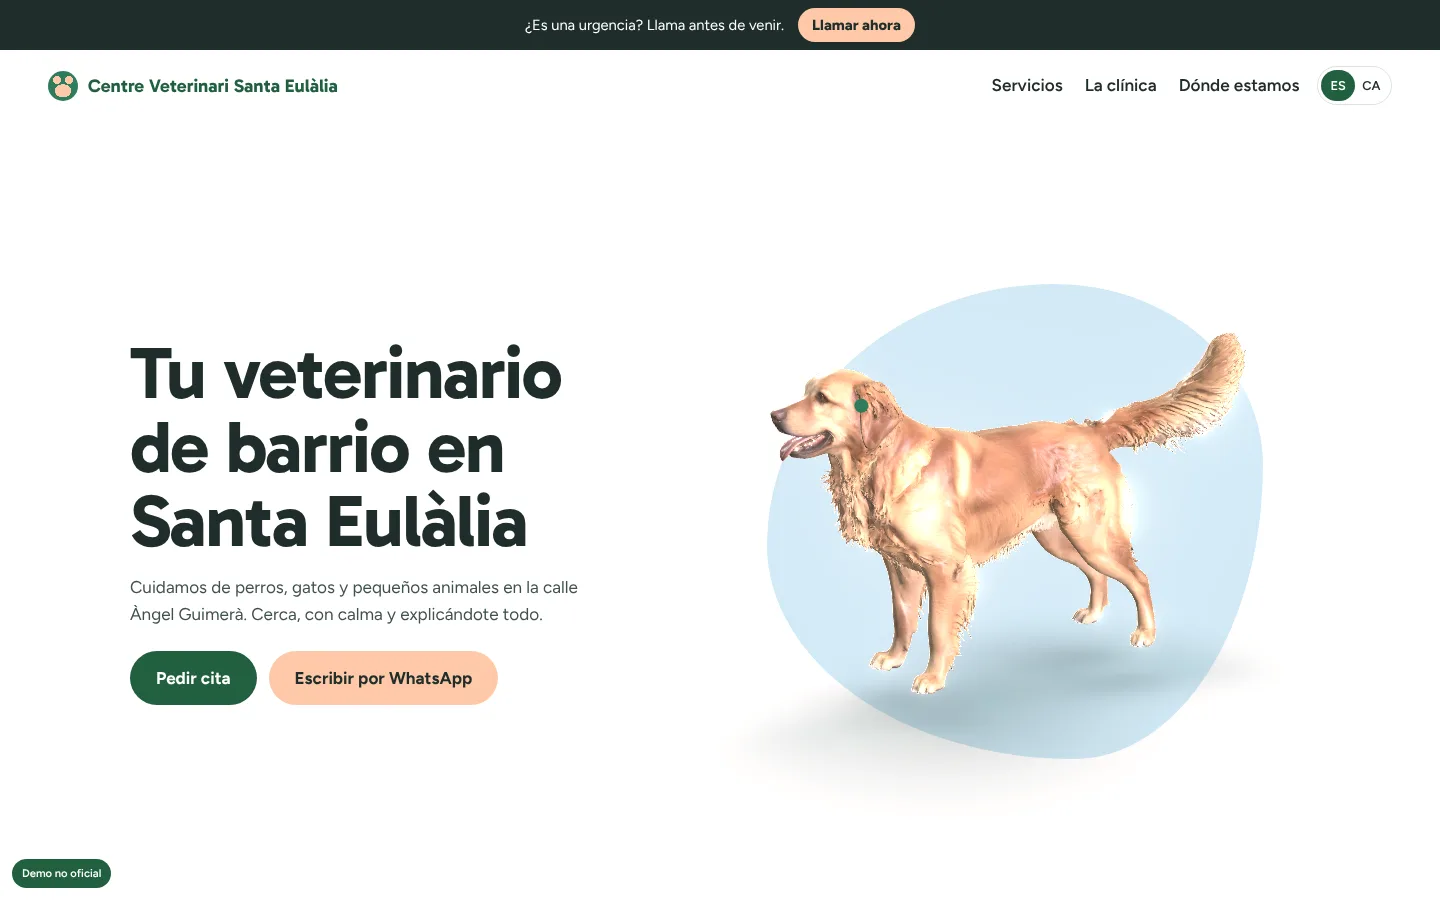 ¿Es una urgencia? Llama antes de venir.
Llamar ahora
Centre Veterinari Santa Eulàlia
Servicios
La clínica
Dónde estamos
ES
CA
Tu veterinario
de barrio en
Santa Eulàlia
Cuidamos de perros, gatos y pequeños animales en la calle
Àngel Guimerà. Cerca, con calma y explicándote todo.
Pedir cita
Escribir por WhatsApp
Demo no oficial